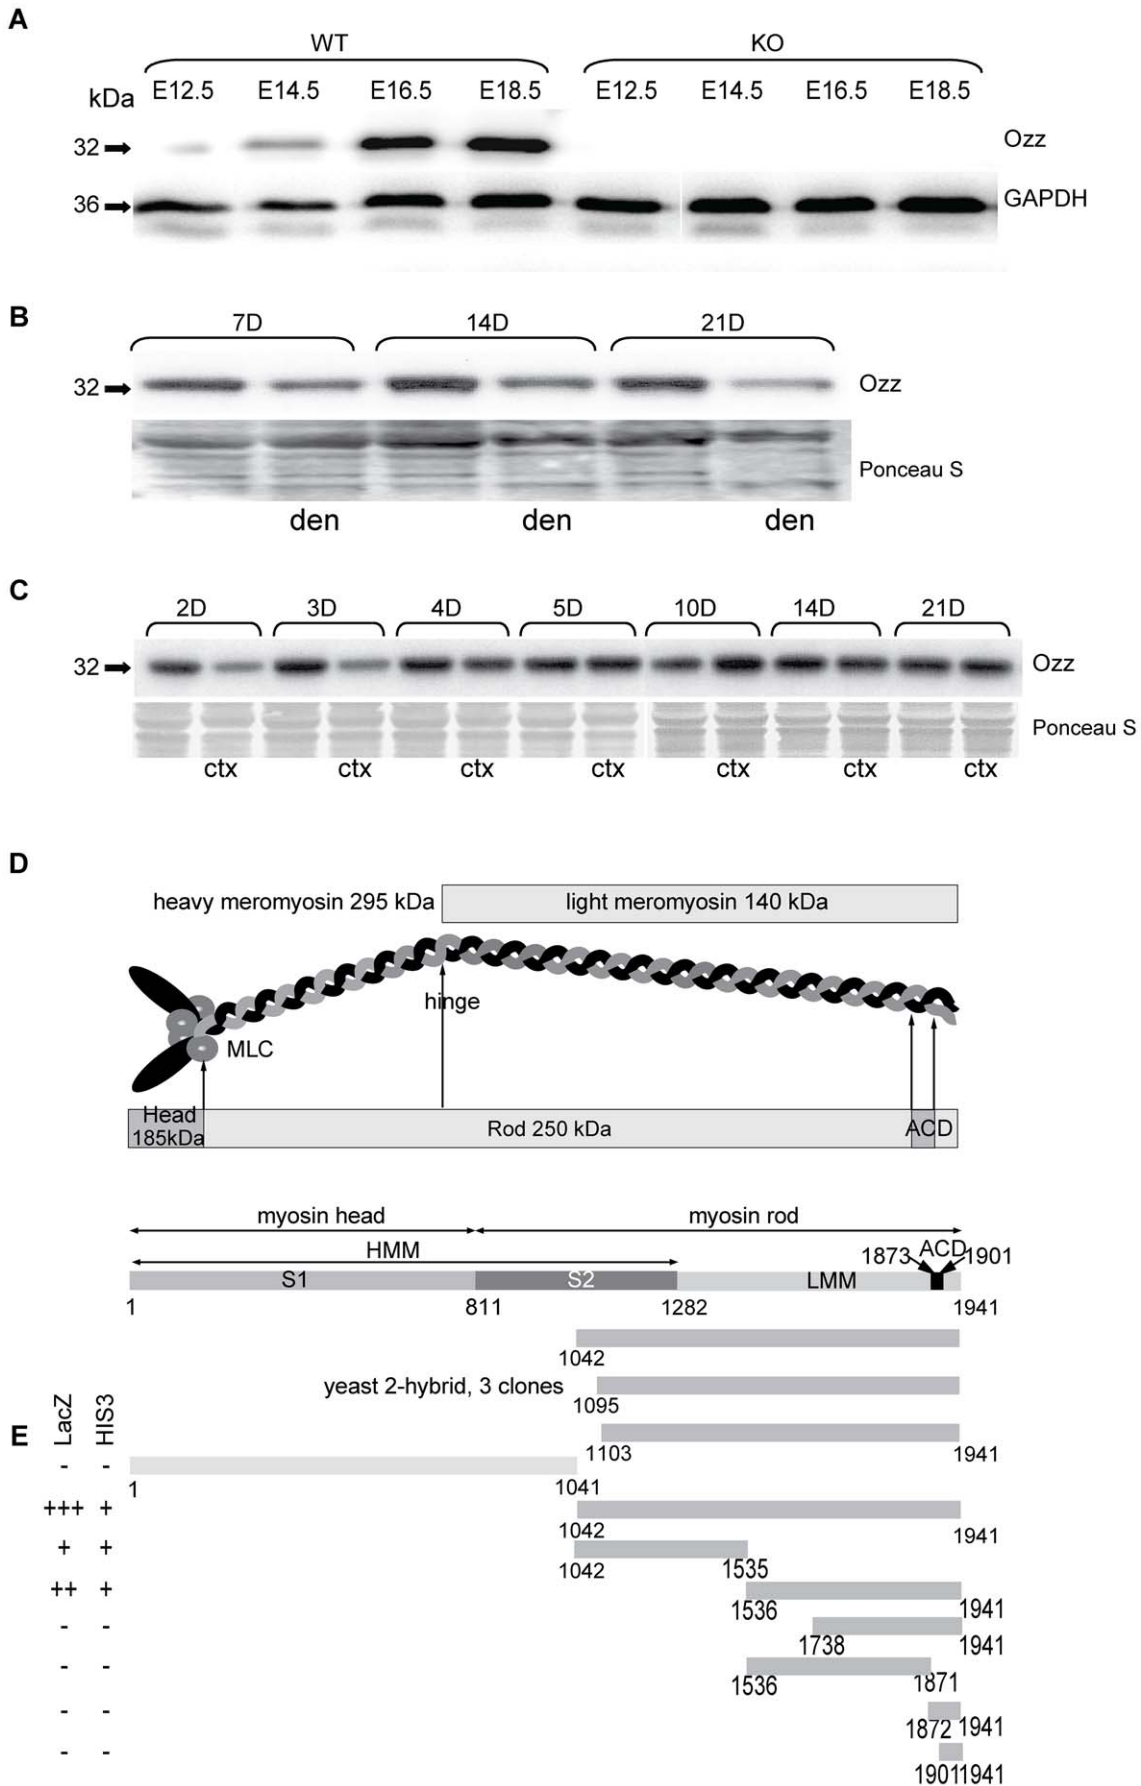 A
WT KO
kDa E12.5 E14.5 E16.5 E18.5 E12.5 E14.5 E16.5 E18.5
32 Ozz
36 GAPDH
B
7D 14D 21D
32 Ozz
Ponceau S
den den den
C
2D 3D 4D 5D 10D 14D 21D
32 Ozz
Ponceau S
ctx ctx ctx ctx ctx ctx ctx
D
heavy meromyosin 295 kDa light meromyosin 140 kDa
hinge
MLC
Head
185kDa Rod 250 kDa ACD
myosin head myosin rod
HMM 1873 ACD 1901
S1 S2 LMM
1 811 1282 1941
1042
yeast 2-hybrid, 3 clones
1095
E LacZ HIS3
1103 1941
- -
1 1041
+++ +
1042 1941
+ +
1042 1535
++ +
1536 1941
- -
1738 1941
- -
1536 1871
- -
1872 1941
- -
1901 1941